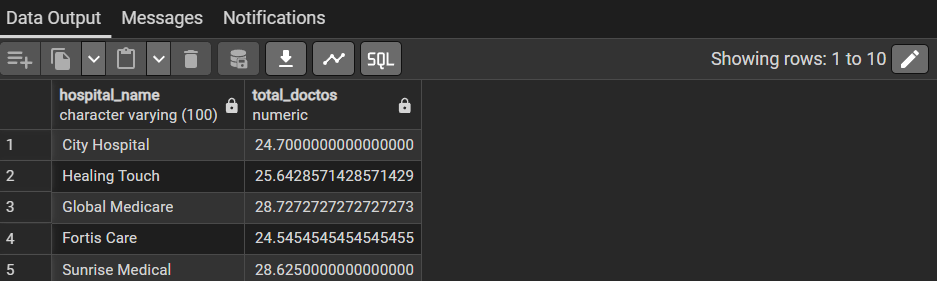 Data Output Messages Notifications
SQL Showing rows: 1 to 10
hospital_name total_doctos
character varying (100) numeric
1 City Hospital 24.7000000000000000
2 Healing Touch 25.6428571428571429
3 Global Medicare 28.7272727272727273
4 Fortis Care 24.5454545454545455
5 Sunrise Medical 28.6250000000000000